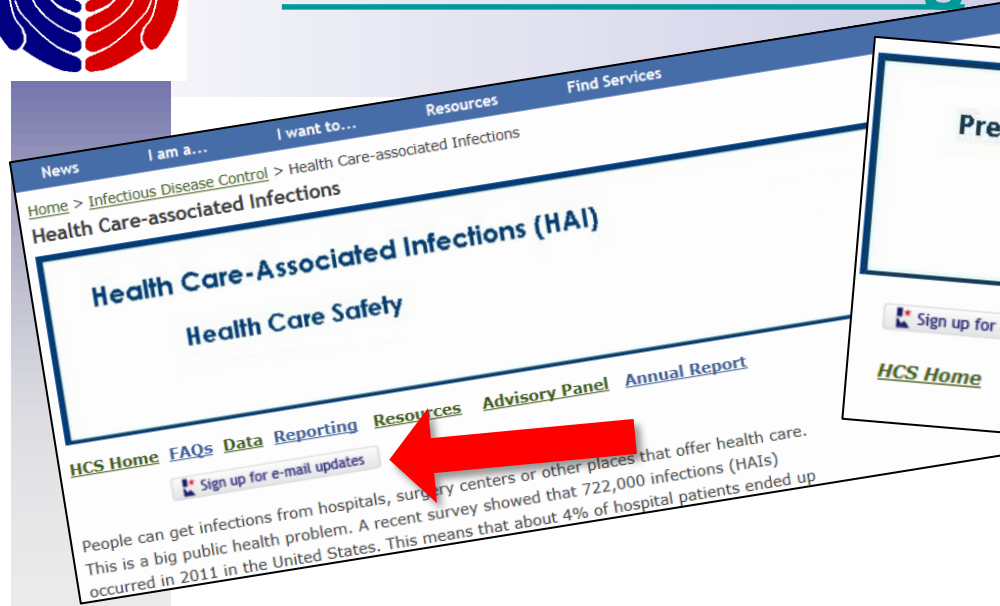 News I am a... I want to... Resources Find Services
Home > Infectious Disease Control > Health Care-associated Infections
Health Care-associated Infections
Health Care-Associated Infections (HAI)
Health Care Safety
HCS Home FAQs Data Reporting Resources Advisory Panel Annual Report
Sign up for e-mail updates
People can get infections from hospitals, surgery centers or other places that offer health care.
This is a big public health problem. A recent survey showed that 722,000 infections (HAIs)
occurred in 2011 in the United States. This means that about 4% of hospital patients ended up
Pre
Sign up for
HCS Home